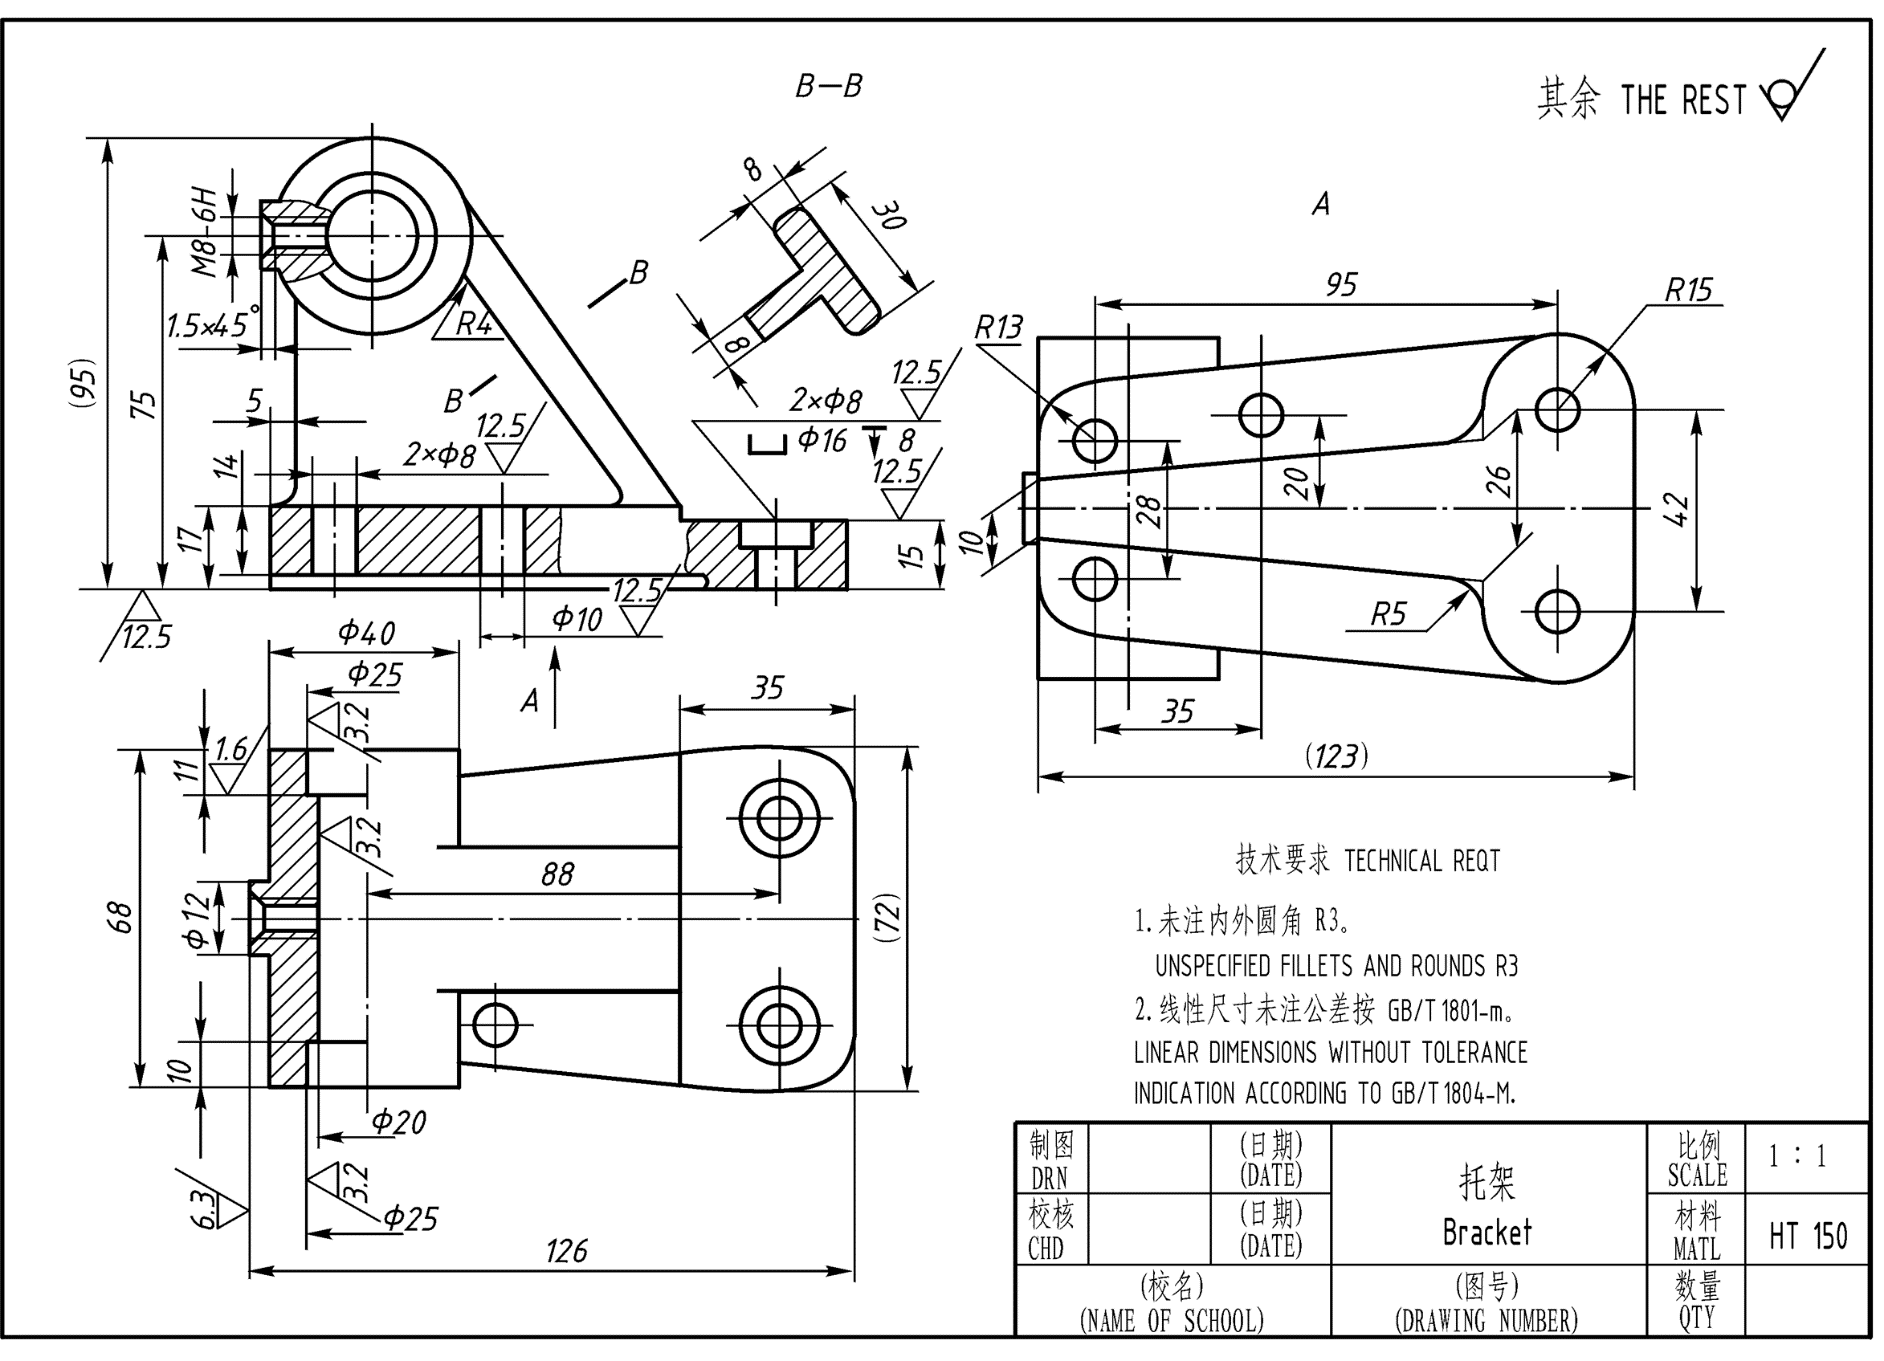 B—B
其余 THE REST
A
8
30
M8-6H
B
R4
1.5×45°
8
B
(95)
75
5
12.5
2×Φ8
14
17
12.5
2×Φ8
⌴ Φ16 ↧ 8
12.5
15
12.5
12.5
Φ10
A
95
R15
R13
10
28
20
26
42
R5
35
(123)
Φ40
Φ25
3.2
35
11
1.6
3.2
88
68
Φ12
(72)
10
Φ20
3.2
6.3
Φ25
126
技术要求 TECHNICAL REQT
1.未注内外圆角 R3。
UNSPECIFIED FILLETS AND ROUNDS R3
2.线性尺寸未注公差按 GB/T 1801-m。
LINEAR DIMENSIONS WITHOUT TOLERANCE
INDICATION ACCORDING TO GB/T 1804-M.
制图 DRN
(日期) (DATE)
校核 CHD
(日期) (DATE)
托架
Bracket
比例 SCALE
1 : 1
材料 MATL
HT 150
(校名)
(NAME OF SCHOOL)
(图号)
(DRAWING NUMBER)
数量 QTY